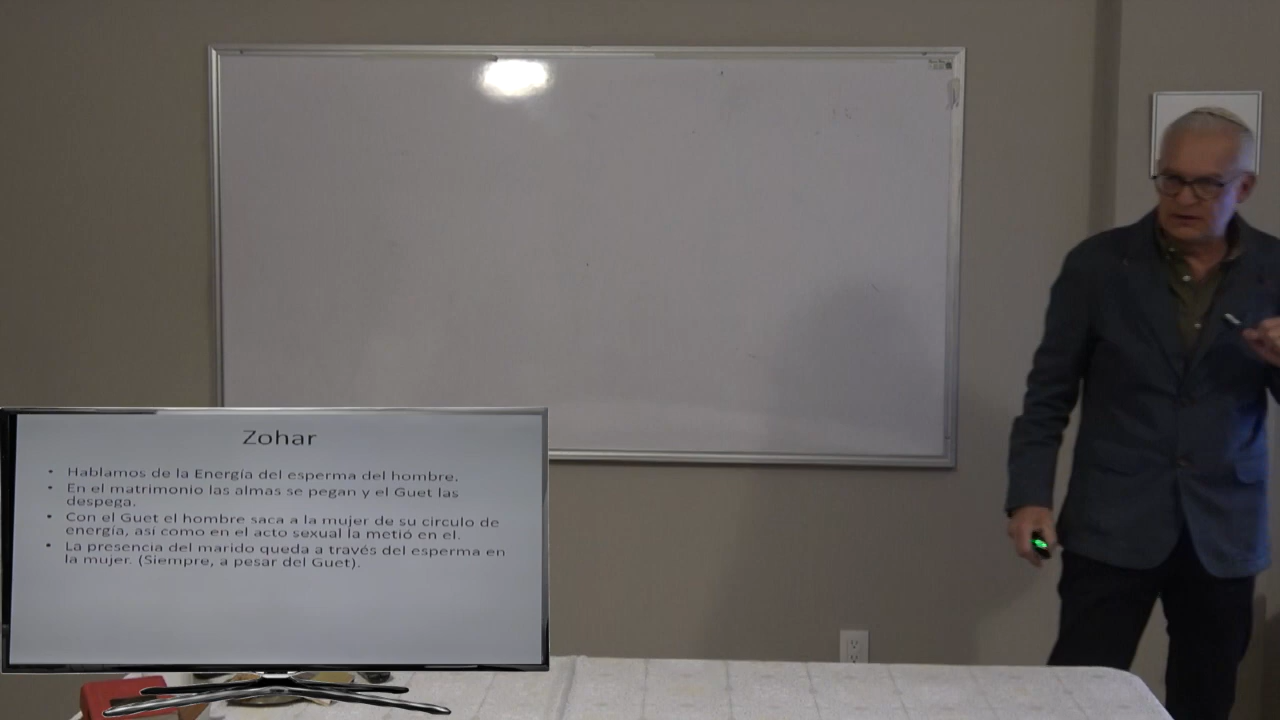 Zohar
• Hablamos de la Energía del esperma del hombre.
• En el matrimonio las almas se pegan y el Guet las
despega.
• Con el Guet el hombre saca a la mujer de su circulo de
energía, así como en el acto sexual la metió en el.
• La presencia del marido queda a través del esperma en
la mujer. (Siempre, a pesar del Guet).